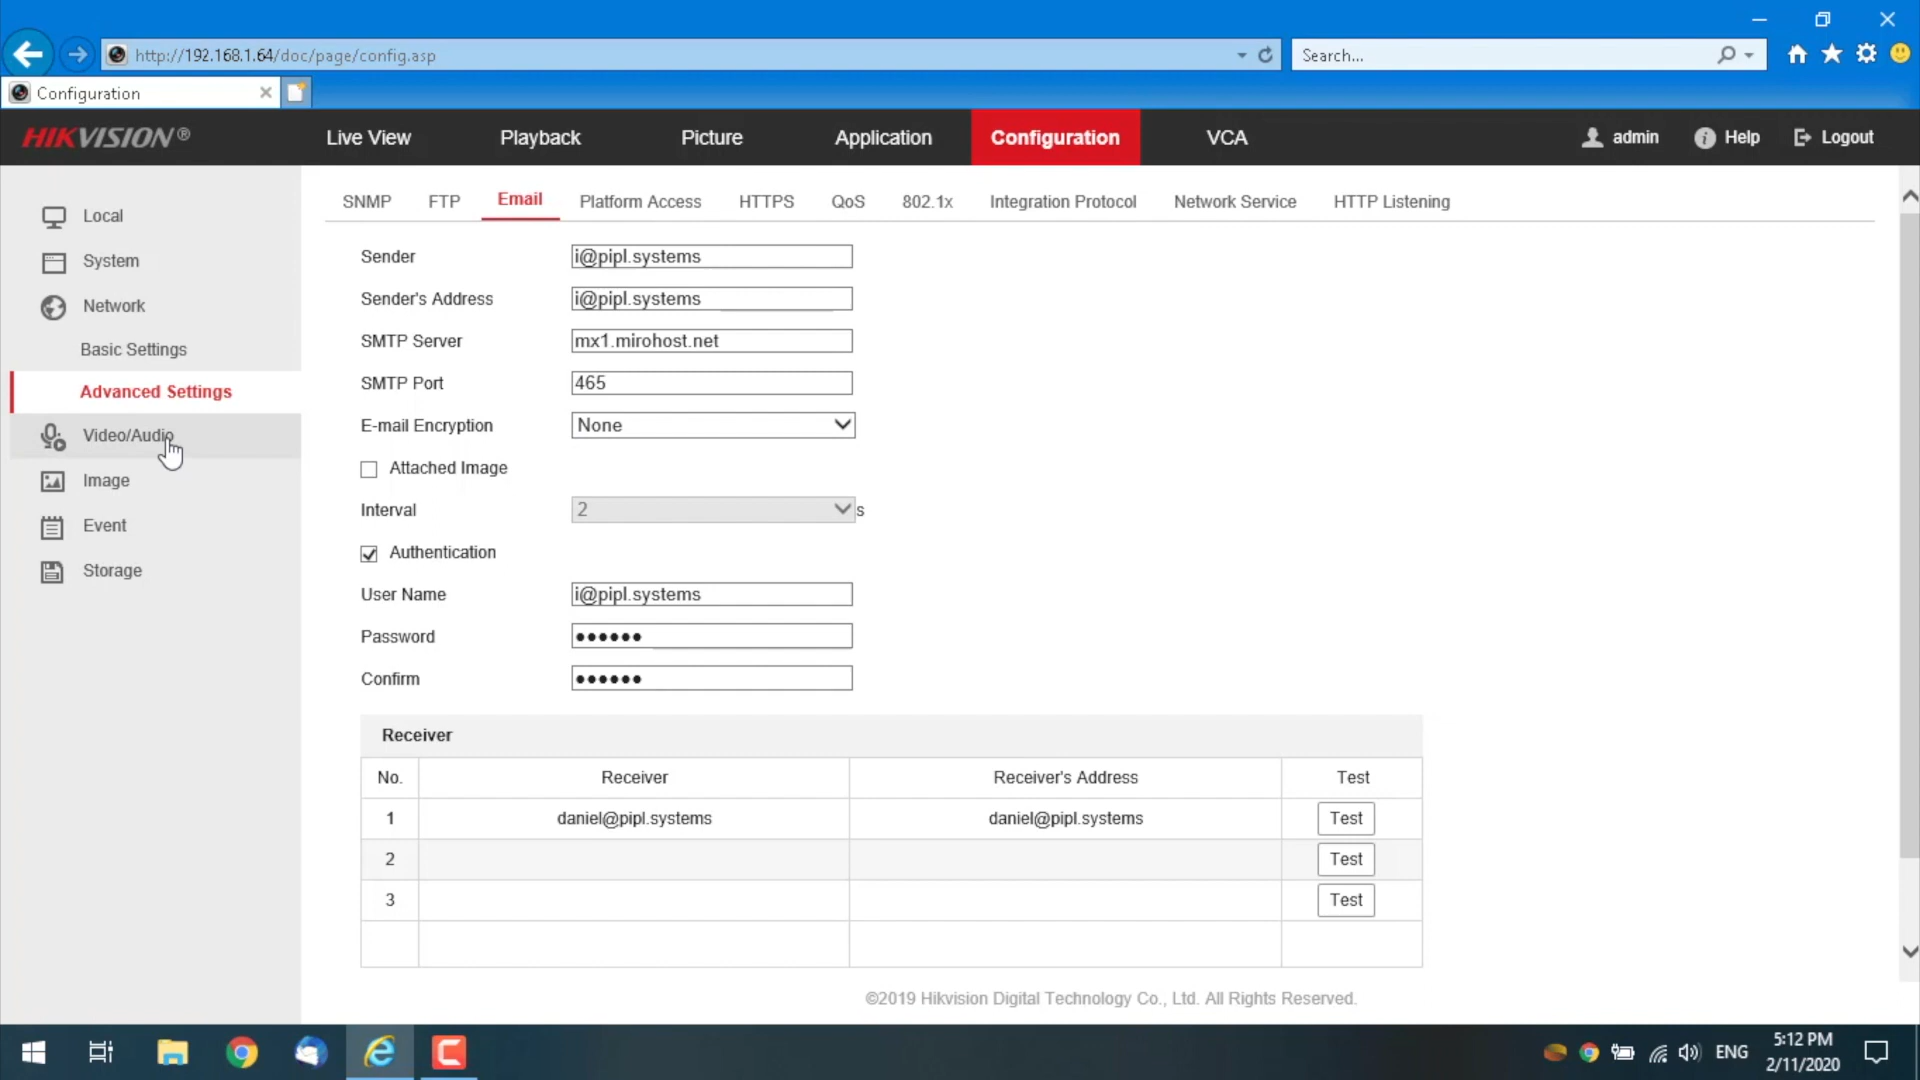 http://192.168.1.64/doc/page/config.asp
Search...
Configuration
HIKVISION®
Live View
Playback
Picture
Application
Configuration
VCA
admin
Help
Logout
SNMP
FTP
Email
Platform Access
HTTPS
QoS
802.1x
Integration Protocol
Network Service
HTTP Listening
Local
System
Network
Basic Settings
Advanced Settings
Video/Audio
Image
Event
Storage
Sender
i@pipl.systems
Sender's Address
i@pipl.systems
SMTP Server
mx1.mirohost.net
SMTP Port
465
E-mail Encryption
None
Attached Image
Interval
2
s
Authentication
User Name
i@pipl.systems
Password
••••••
Confirm
••••••
Receiver
No.
Receiver
Receiver's Address
Test
1
daniel@pipl.systems
daniel@pipl.systems
Test
2
Test
3
Test
©2019 Hikvision Digital Technology Co., Ltd. All Rights Reserved.
ENG
5:12 PM
2/11/2020